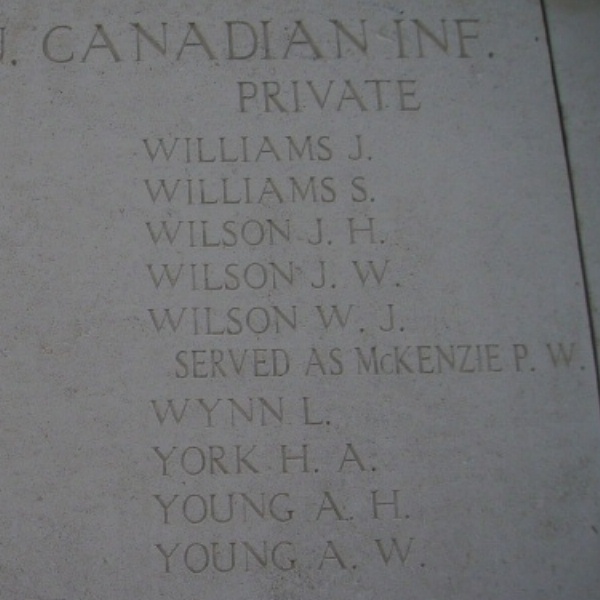 . CANADIAN INF.
PRIVATE
WILLIAMS J.
WILLIAMS S.
WILSON J. H.
WILSON J. W.
WILSON W. J.
SERVED AS McKENZIE P. W.
WYNN L.
YORK H. A.
YOUNG A. H.
YOUNG A. W.